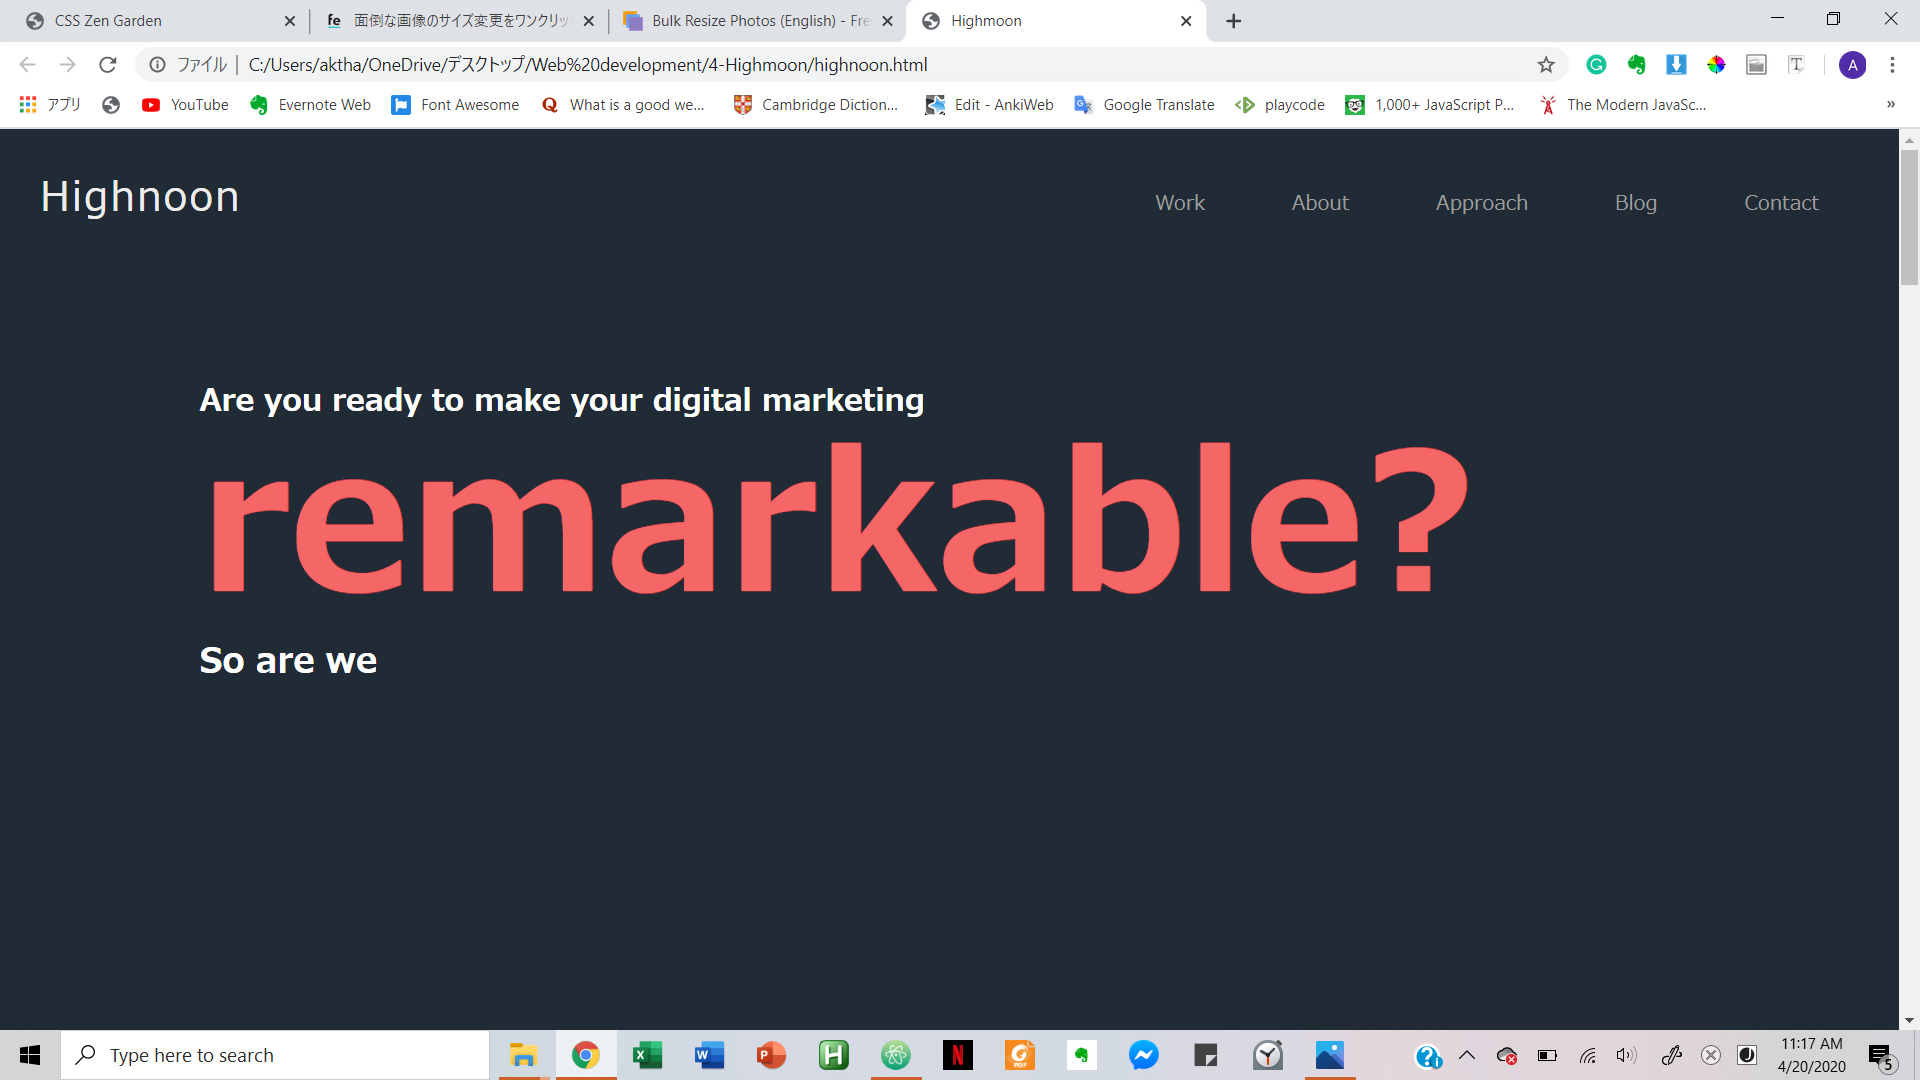 CSS Zen Garden
fe 面倒な画像のサイズ変更をワンクリッ
Bulk Resize Photos (English) - Fre
Highmoon
ファイル | C:/Users/aktha/OneDrive/デスクトップ/Web%20development/4-Highmoon/highnoon.html
A
アプリ
YouTube
Evernote Web
Font Awesome
What is a good we...
Cambridge Diction...
Edit - AnkiWeb
Google Translate
playcode
1,000+ JavaScript P...
The Modern JavaSc...
»
Highnoon
Work
About
Approach
Blog
Contact
Are you ready to make your digital marketing
remarkable?
So are we
Type here to search
11:17 AM
4/20/2020
5